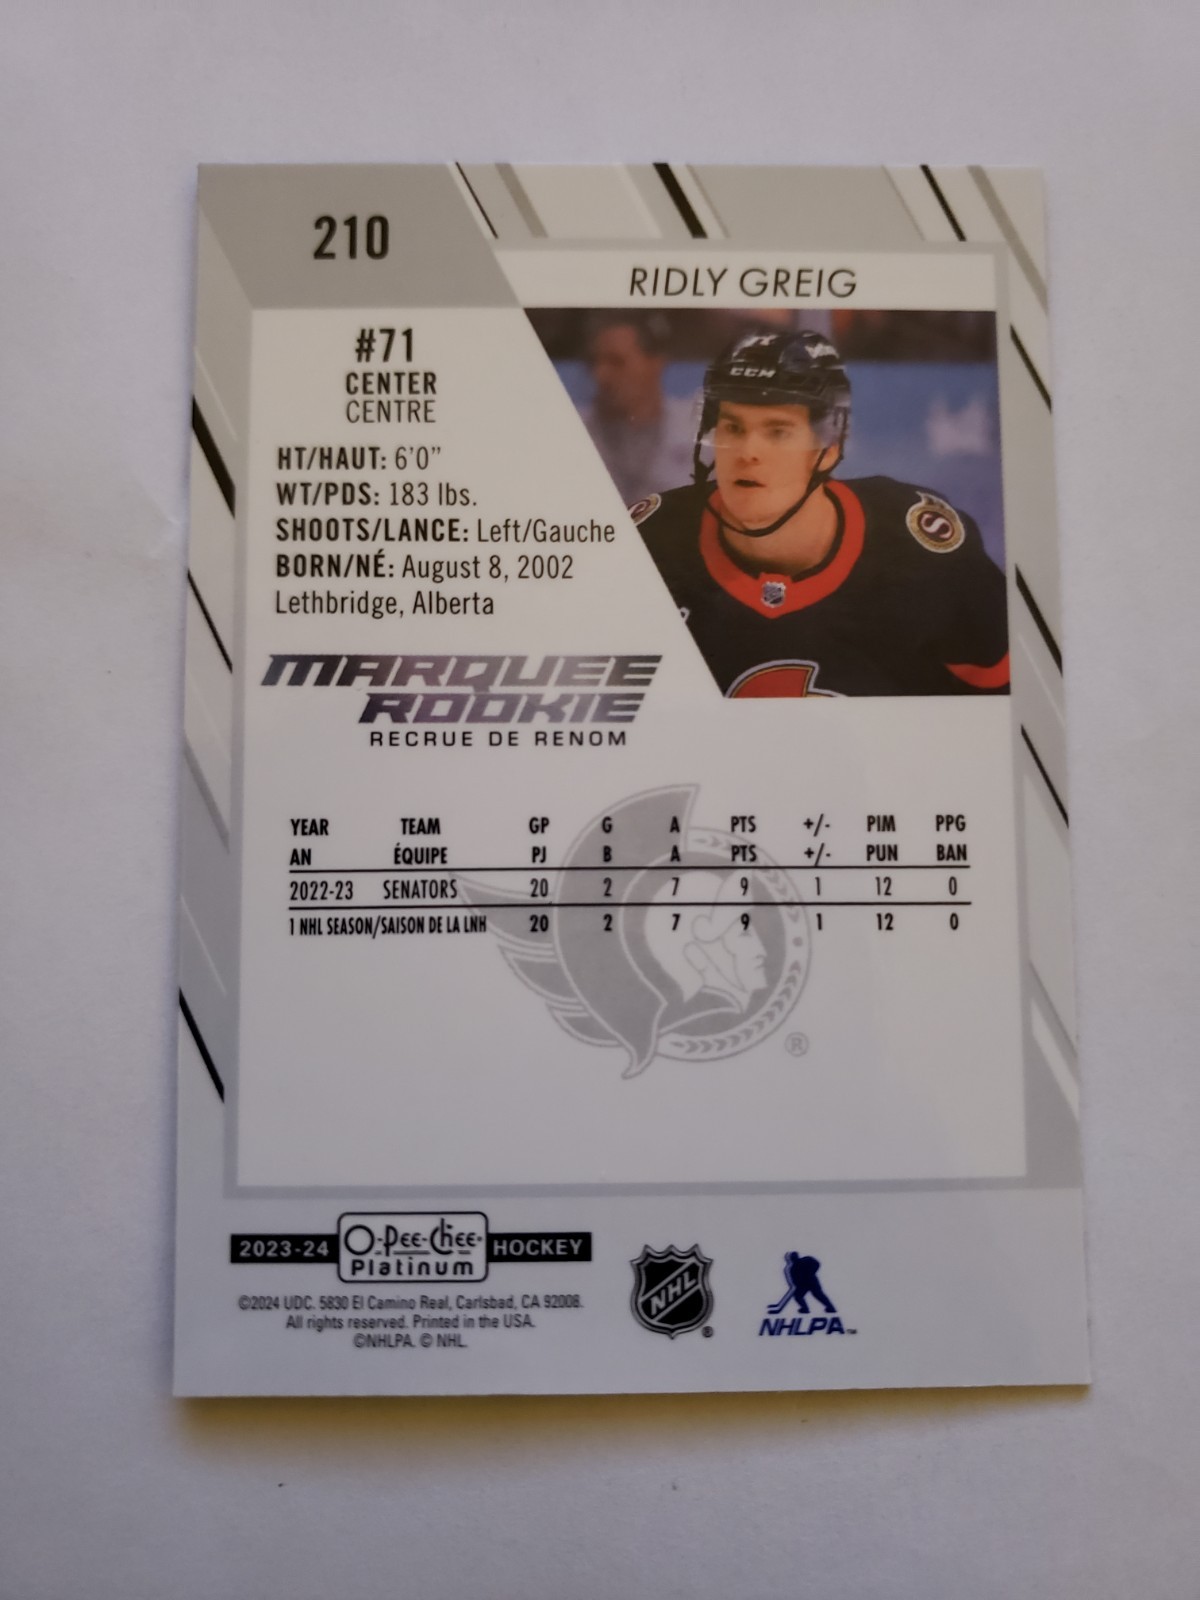 210
RIDLY GREIG
#71
CENTER
CENTRE
HT/HAUT: 6'0"
WT/PDS: 183 lbs.
SHOOTS/LANCE: Left/Gauche
BORN/NÉ: August 8, 2002
Lethbridge, Alberta
CCM
S
MARQUEE
ROOKIE
RECRUE DE RENOM
YEAR TEAM GP G A PTS +/- PIM PPG
AN ÉQUIPE PJ B A PTS +/- PUN BAN
2022-23 SENATORS 20 2 7 9 1 12 0
1 NHL SEASON/SAISON DE LA LNH 20 2 7 9 1 12 0
®
2023-24 O-Pee-Chee® HOCKEY
Platinum
©2024 UDC. 5830 El Camino Real, Carlsbad, CA 92008.
All rights reserved. Printed in the USA.
©NHLPA. © NHL.
NHL®
NHLPA™